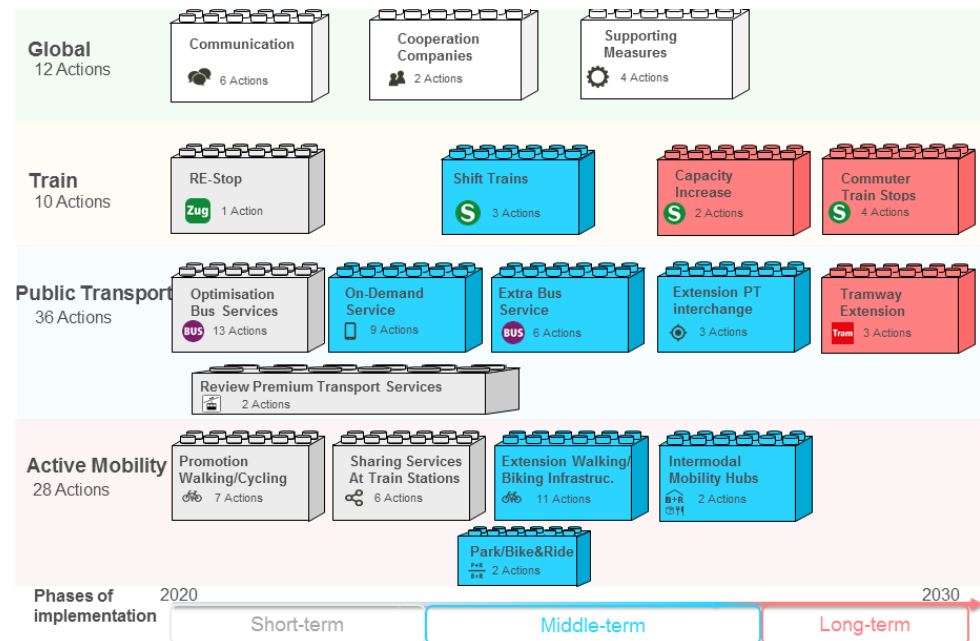 Global
12 Actions
Communication
6 Actions
Cooperation
Companies
2 Actions
Supporting
Measures
4 Actions
Train
10 Actions
RE-Stop
Zug
1 Action
Shift Trains
S
3 Actions
Capacity
Increase
S
2 Actions
Commuter
Train Stops
S
4 Actions
Public Transport
36 Actions
Optimisation
Bus Services
BUS
13 Actions
On-Demand
Service
9 Actions
Extra Bus
Service
BUS
6 Actions
Extension PT
interchange
3 Actions
Tramway
Extension
Tram
3 Actions
Review Premium Transport Services
2 Actions
Active Mobility
28 Actions
Promotion
Walking/Cycling
7 Actions
Sharing Services
At Train Stations
6 Actions
Extension Walking/
Biking Infrastruc.
11 Actions
Intermodal
Mobility Hubs
B+R
2 Actions
Park/Bike&Ride
P+R
B+R
2 Actions
Phases of
implementation
2020
2030
Short-term
Middle-term
Long-term